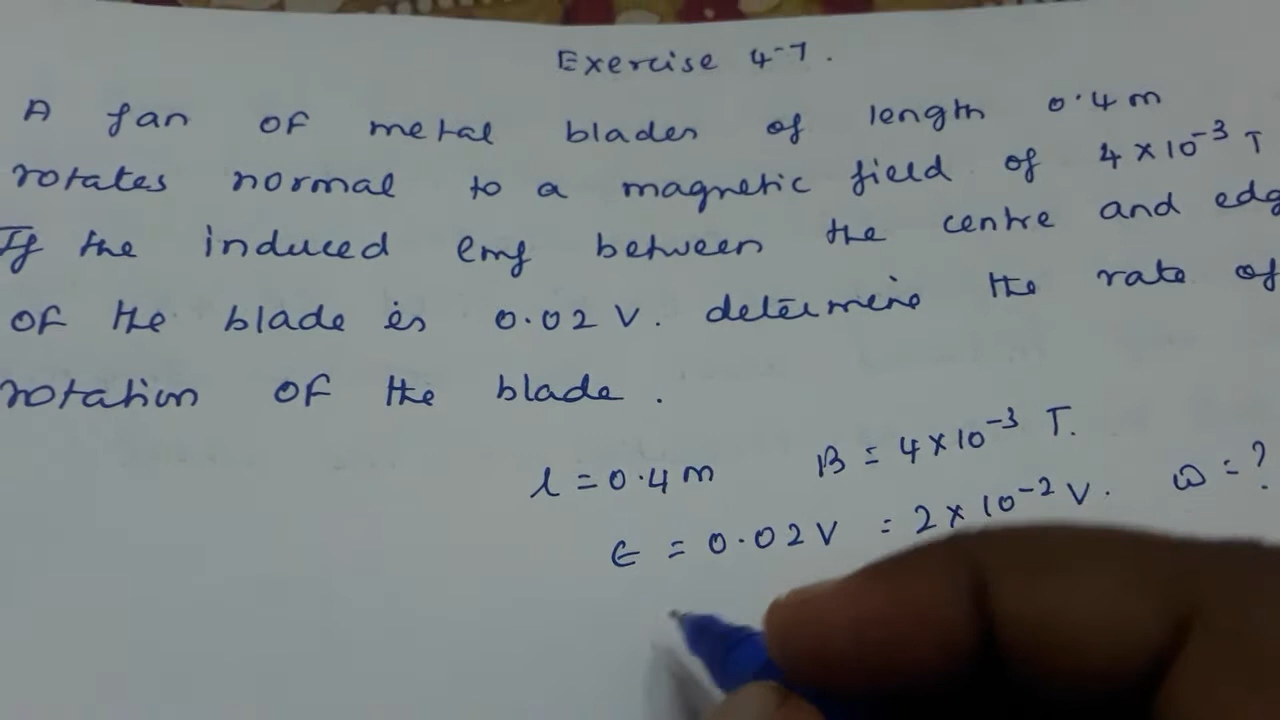 Exercise 4-7.
A fan of metal blades of length 0.4 m
rotates normal to a magnetic field of 4 × 10⁻³ T
If the induced emf between the centre and edg
of the blade is 0.02 V. determine the rate of
rotation of the blade.
l = 0.4 m B = 4 × 10⁻³ T.
ϵ = 0.02 V = 2 × 10⁻² V. ω = ?